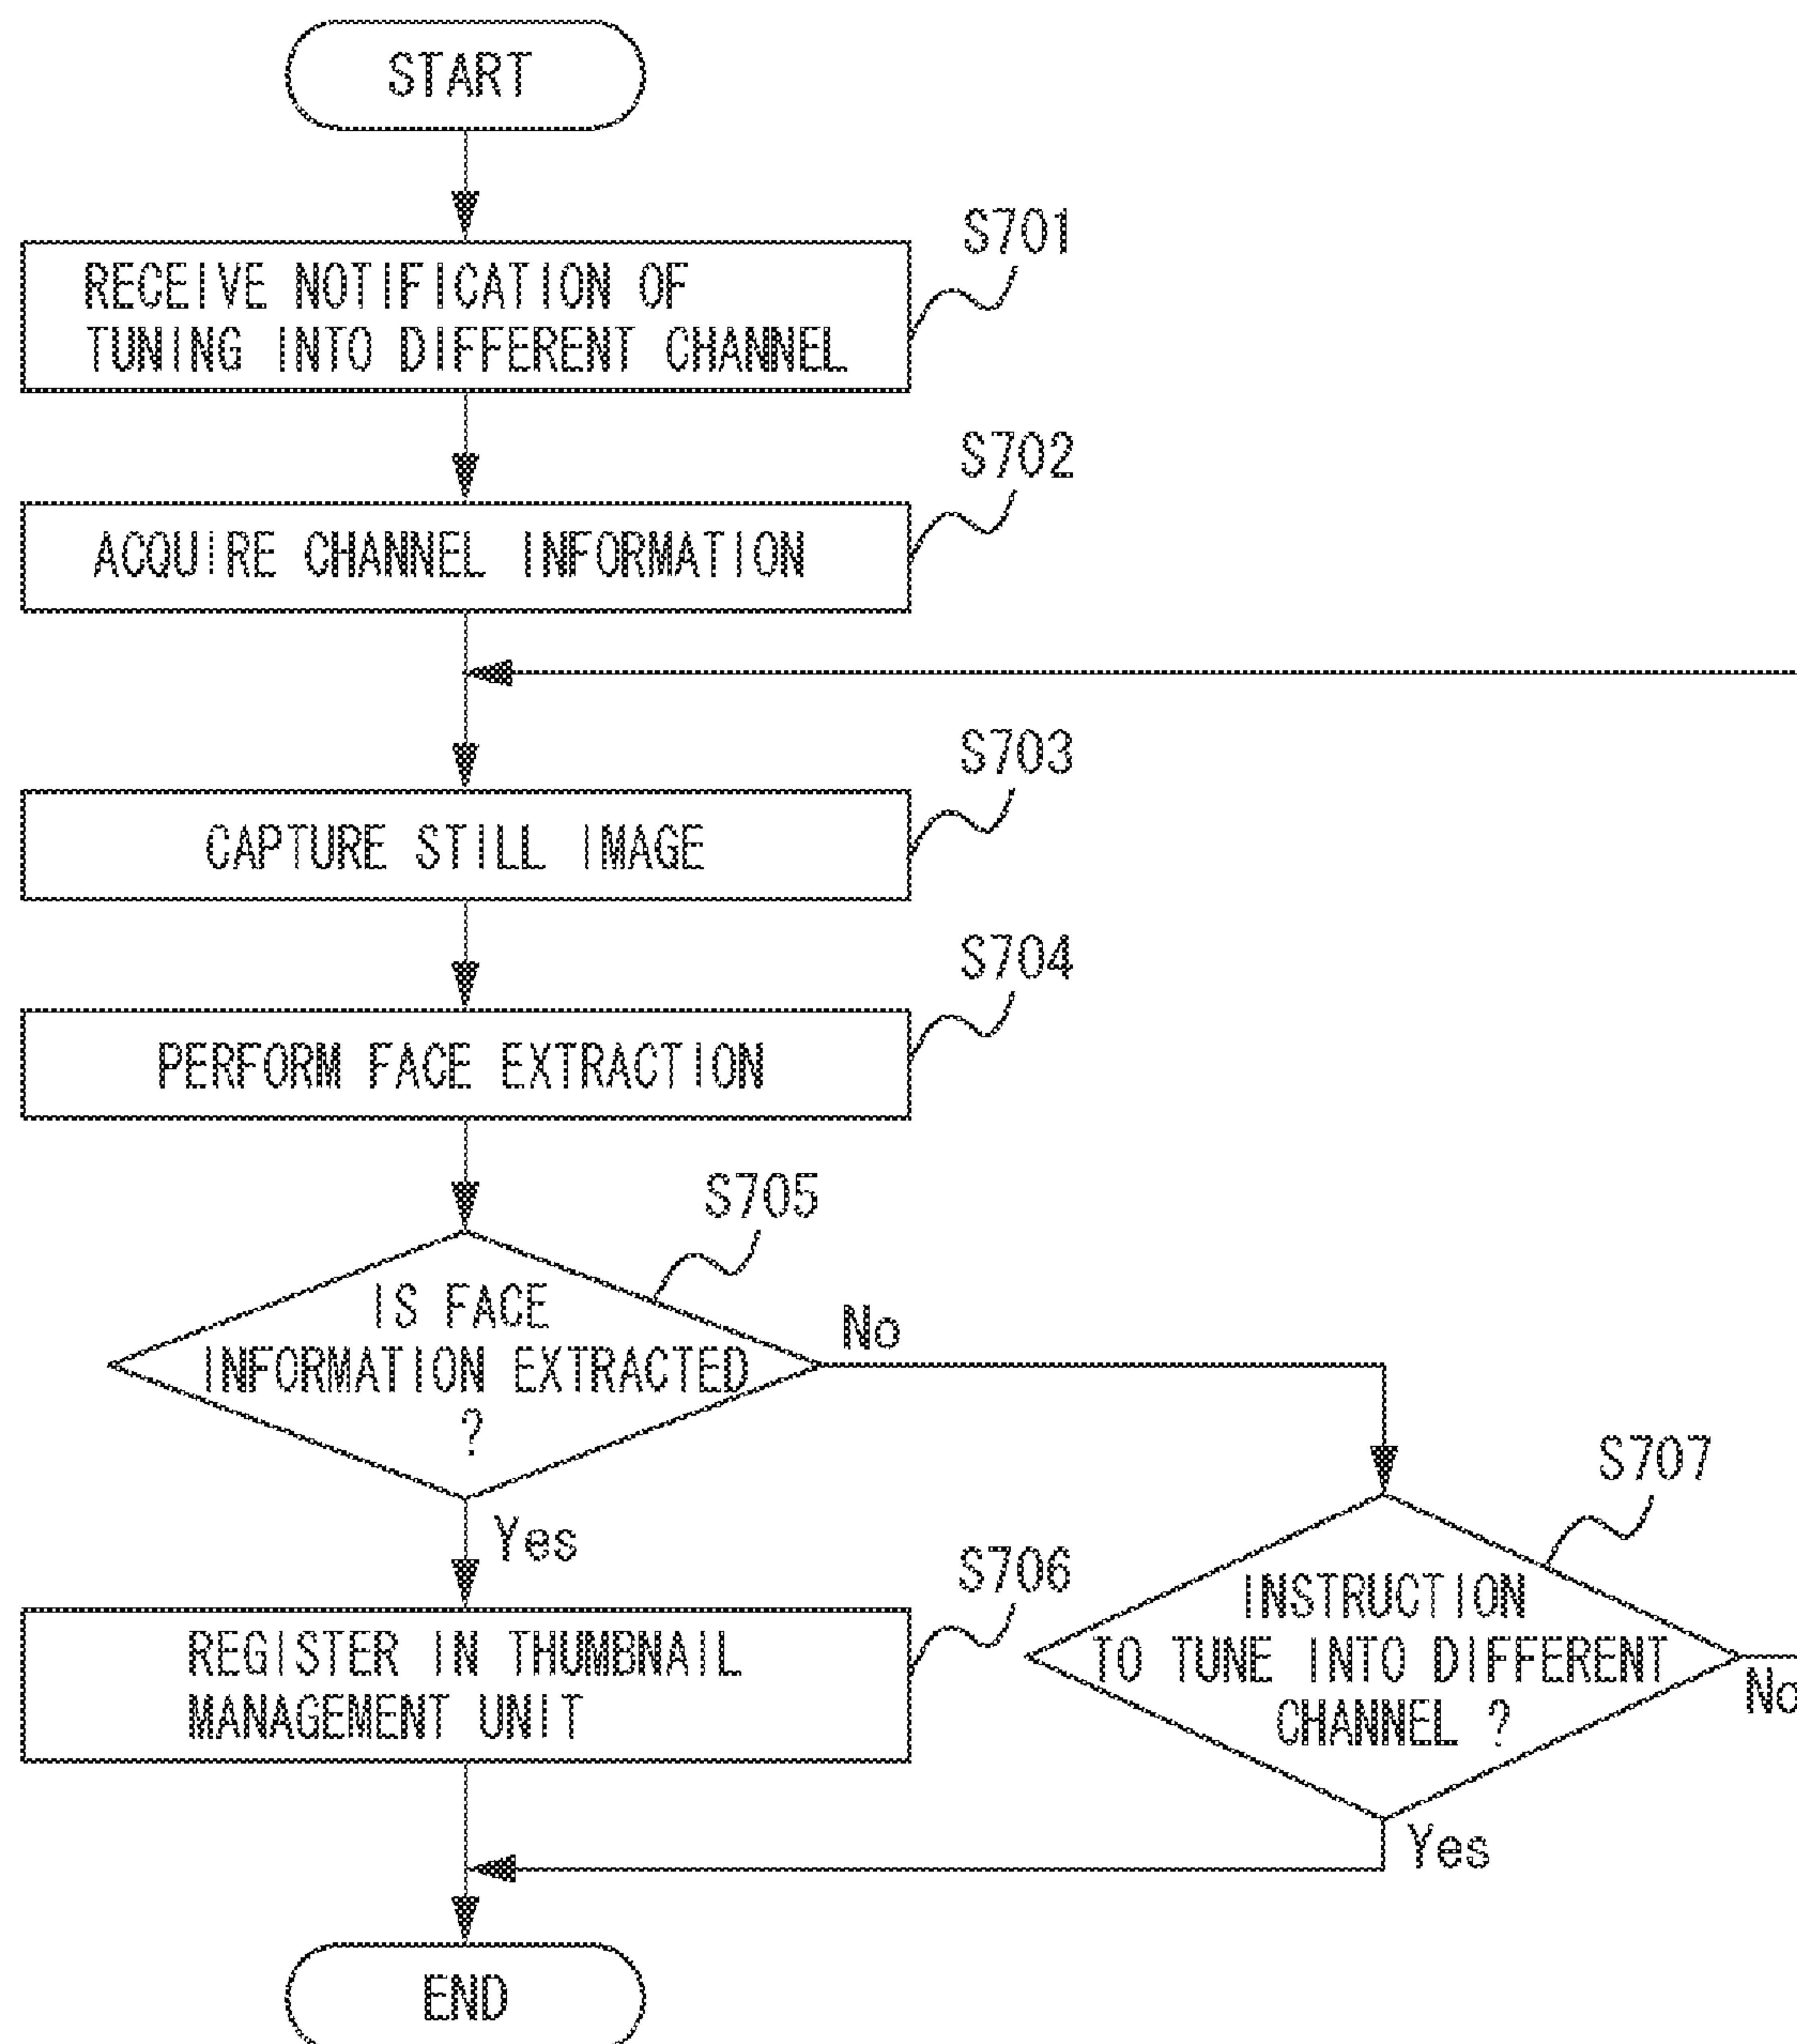 START
S701
RECEIVE NOTIFICATION OF
TUNING INTO DIFFERENT CHANNEL
S702
ACQUIRE CHANNEL INFORMATION
S703
CAPTURE STILL IMAGE
S704
PERFORM FACE EXTRACTION
S705
IS FACE
INFORMATION EXTRACTED
?
No
Yes
S706
REGISTER IN THUMBNAIL
MANAGEMENT UNIT
S707
INSTRUCTION
TO TUNE INTO DIFFERENT
CHANNEL ?
No
Yes
END